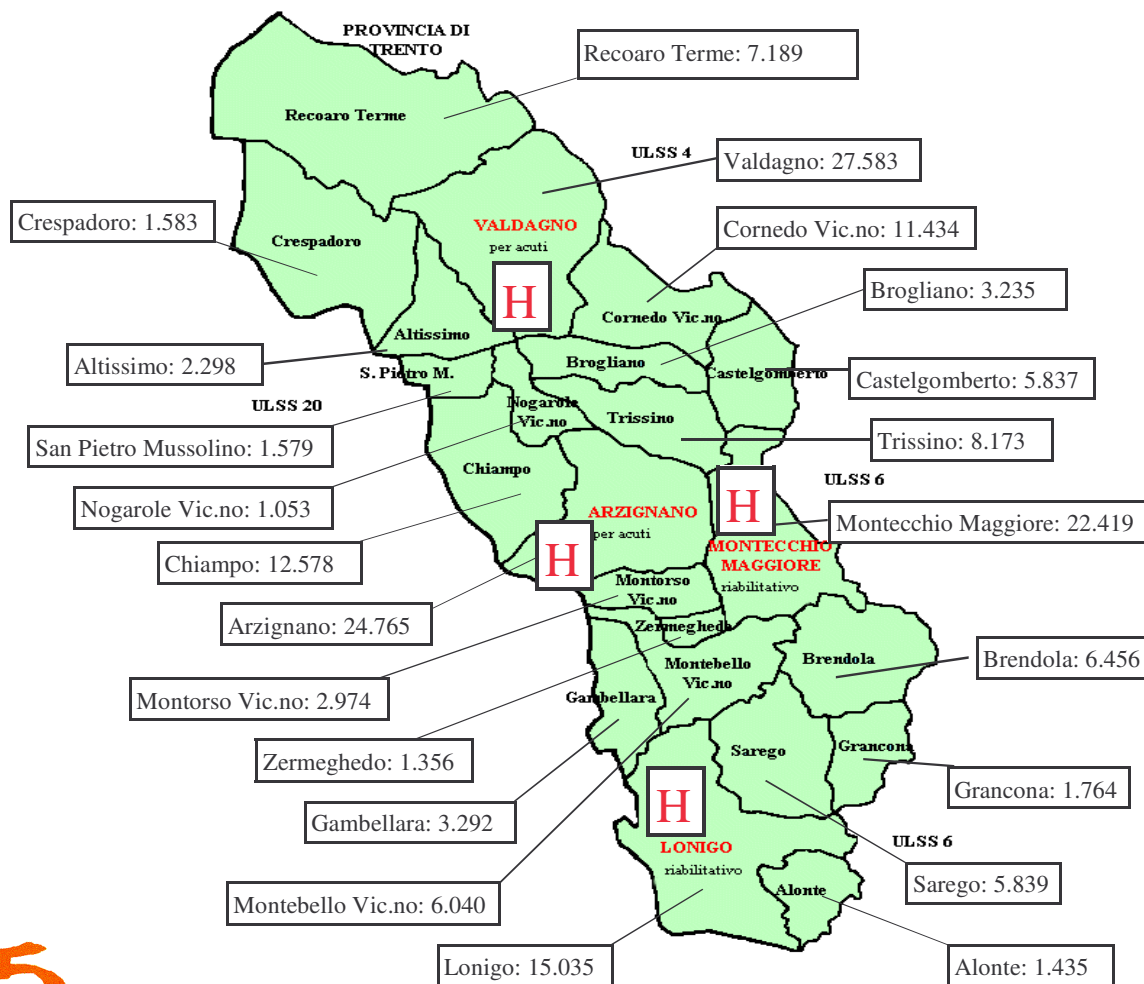 PROVINCIA DI
TRENTO
Recoaro Terme: 7.189
Recoaro Terme
ULSS 4
Valdagno: 27.583
Crespadoro: 1.583
VALDAGNO
per acuti
Crespadoro
Cornedo Vic.no: 11.434
H
Brogliano: 3.235
Cornedo Vic.no
Altissimo
Altissimo: 2.298
Brogliano
S. Pietro M.
Castelgomberto
Castelgomberto: 5.837
ULSS 20
Nogarole
Vic.no
Trissino
San Pietro Mussolino: 1.579
Trissino: 8.173
Chiampo
ULSS 6
H
Nogarole Vic.no: 1.053
ARZIGNANO
per acuti
Montecchio Maggiore: 22.419
H
MONTECCHIO
MAGGIORE
riabilitativo
Chiampo: 12.578
Montorso
Vic.no
Arzignano: 24.765
Zermeghedo
Montebello
Vic.no
Brendola
Brendola: 6.456
Montorso Vic.no: 2.974
Gambellara
Sarego
Grancona
Zermeghedo: 1.356
Grancona: 1.764
H
Gambellara: 3.292
LONIGO
riabilitativo
ULSS 6
Sarego: 5.839
Alonte
Montebello Vic.no: 6.040
Lonigo: 15.035
Alonte: 1.435
5